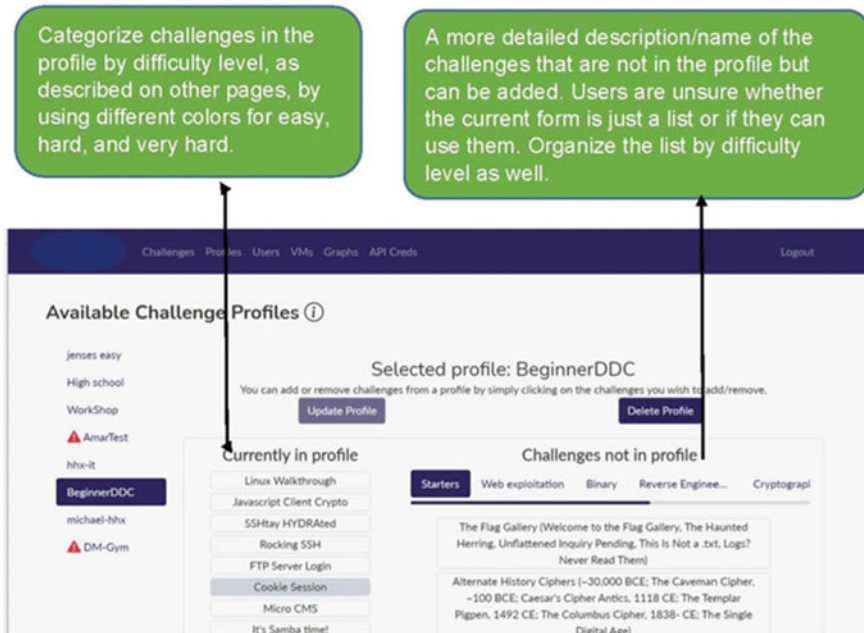 Categorize challenges in the
profile by difficulty level, as
described on other pages, by
using different colors for easy,
hard, and very hard.
A more detailed description/name of the
challenges that are not in the profile but
can be added. Users are unsure whether
the current form is just a list or if they can
use them. Organize the list by difficulty
level as well.
Challenges Profiles Users VMs Graphs API Creds Logout
Available Challenge Profiles
jenses easy
High school
WorkShop
AmarTest
hhx-it
BeginnerDDC
michael-hhx
DM-Gym
Selected profile: BeginnerDDC
You can add or remove challenges from a profile by simply clicking on the challenges you wish to add/remove.
Update Profile Delete Profile
Currently in profile
Linux Walkthrough
Javascript Client Crypto
SSHtay HYDRAted
Rocking SSH
FTP Server Login
Cookie Session
Micro CMS
It's Samba time!
Challenges not in profile
Starters Web exploitation Binary Reverse Enginee... Cryptograpl
The Flag Gallery (Welcome to the Flag Gallery, The Haunted
Herring, Unflattened Inquiry Pending, This Is Not a .txt, Logs?
Never Read Them)
Alternate History Ciphers (~30,000 BCE; The Caveman Cipher,
~100 BCE; Caesar's Cipher Antics, 1118 CE; The Templar
Pigpen, 1492 CE; The Columbus Cipher, 1838- CE; The Single
Digital Age)